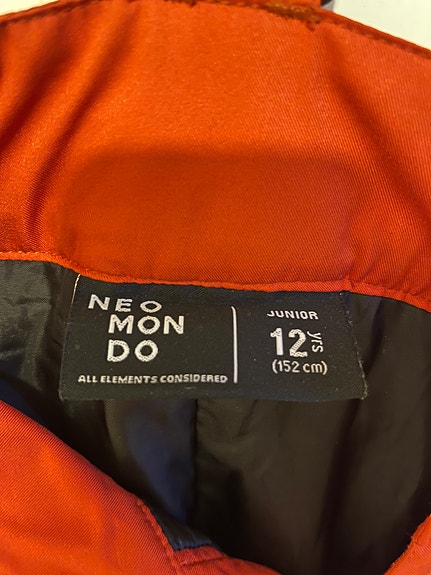 NEO
MON
DO
ALL ELEMENTS CONSIDERED
JUNIOR
12 yrs
(152 cm)